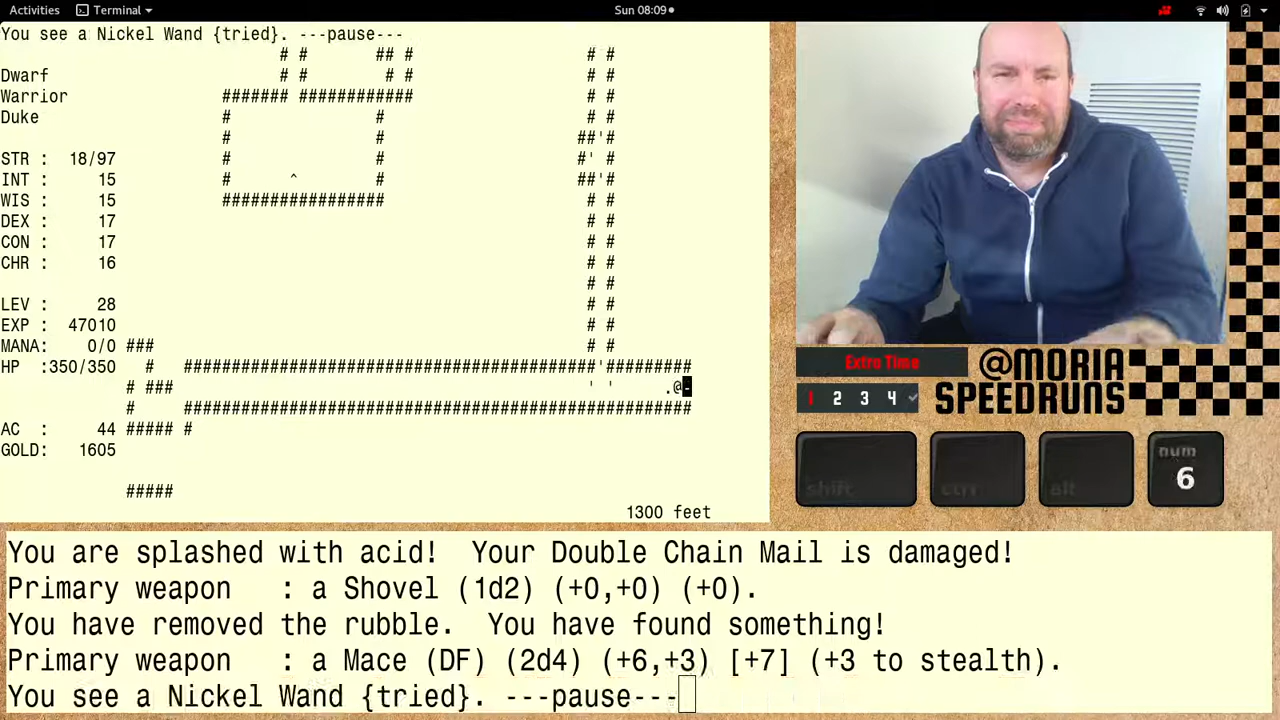 Activities Terminal Sun 08:09
You see a Nickel Wand {tried}. ---pause---
# # ## # # #
Dwarf # # # # # #
Warrior ####### ############ # #
Duke # # # #
# # ##'#
STR : 18/97 # # #' #
INT : 15 # ^ # ##'#
WIS : 15 ################# # #
DEX : 17 # #
CON : 17 # #
CHR : 16 # #
# #
LEV : 28 # #
EXP : 47010 # #
MANA: 0/0 ### # #
HP :350/350 # ############################################'#########
# ### ' ' .@-
# ######################################################
AC : 44 ##### #
GOLD: 1605
#####
1300 feet
Extra Time
1 2 3 4 ✓
@MORIA
SPEEDRUNS
shift ctrl alt num
6
You are splashed with acid!  Your Double Chain Mail is damaged!
Primary weapon   : a Shovel (1d2) (+0,+0) (+0).
You have removed the rubble.  You have found something!
Primary weapon   : a Mace (DF) (2d4) (+6,+3) [+7] (+3 to stealth).
You see a Nickel Wand {tried}. ---pause---